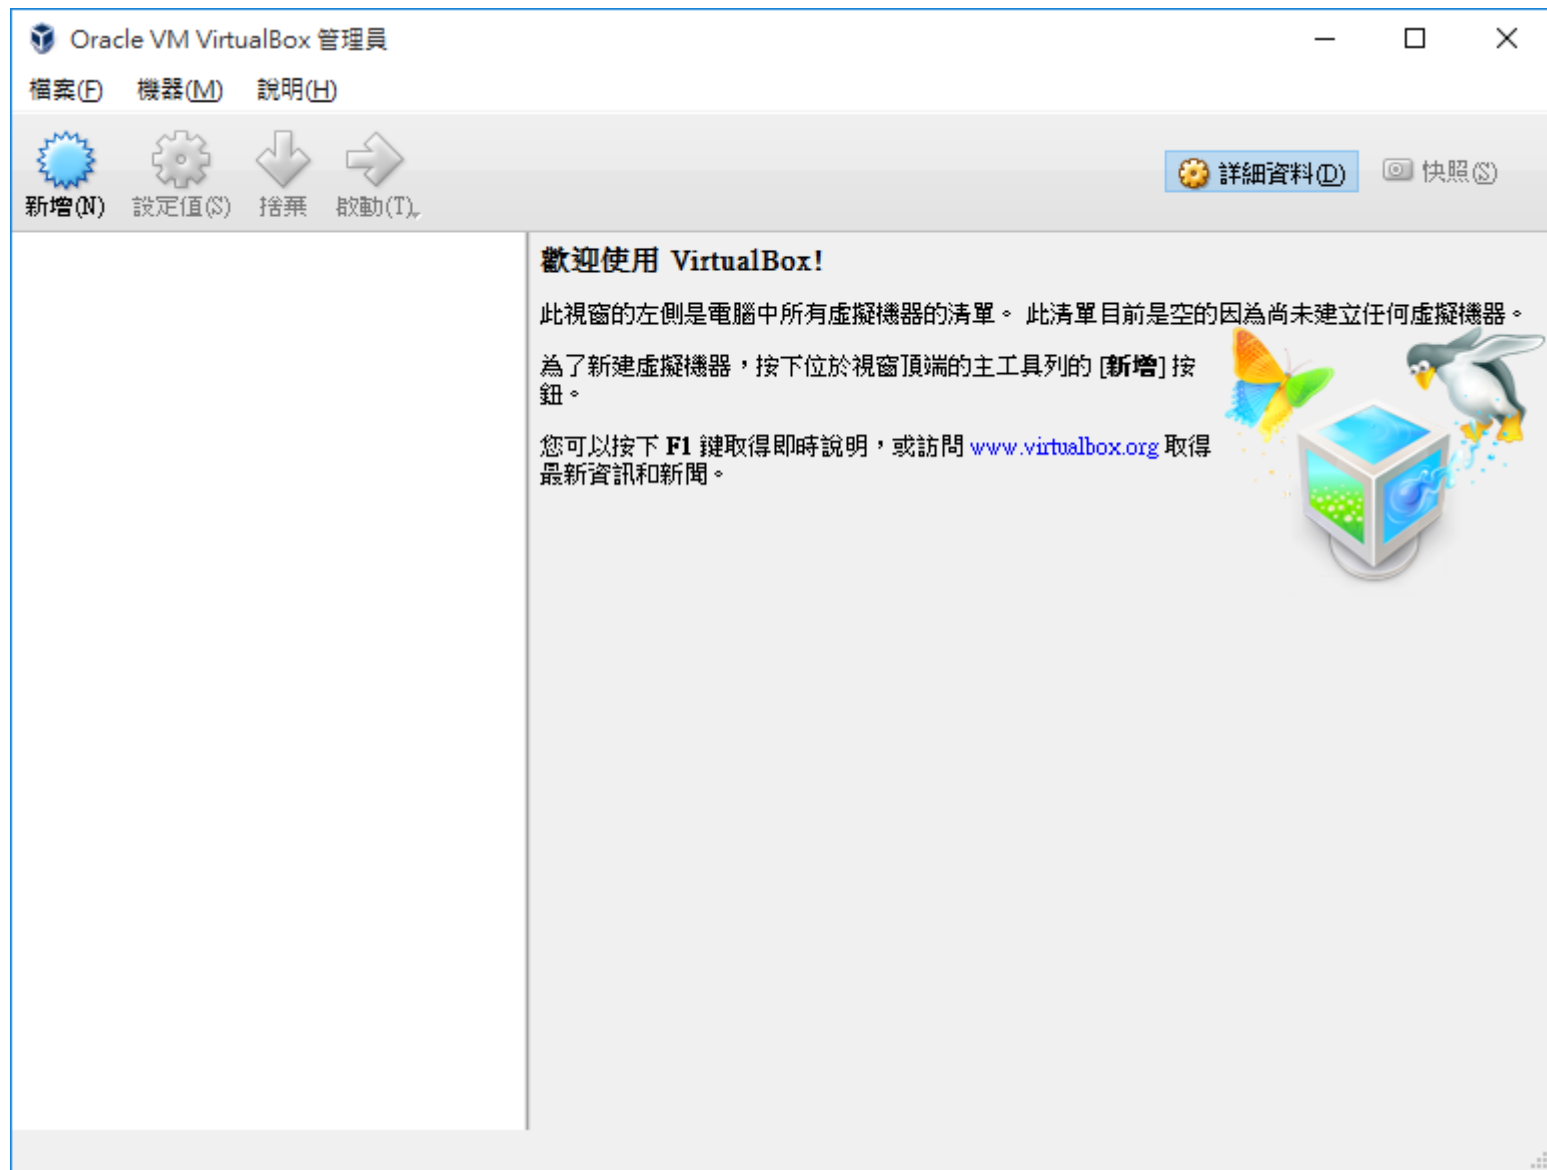 Oracle VM VirtualBox 管理員
檔案(F) 機器(M) 說明(H)
新增(N) 設定值(S) 捨棄 啟動(T)
詳細資料(D) 快照(S)
歡迎使用 VirtualBox!
此視窗的左側是電腦中所有虛擬機器的清單。 此清單目前是空的因為尚未建立任何虛擬機器。
為了新建虛擬機器，按下位於視窗頂端的主工具列的 [新增] 按
鈕。
您可以按下 F1 鍵取得即時說明，或訪問 www.virtualbox.org 取得
最新資訊和新聞。